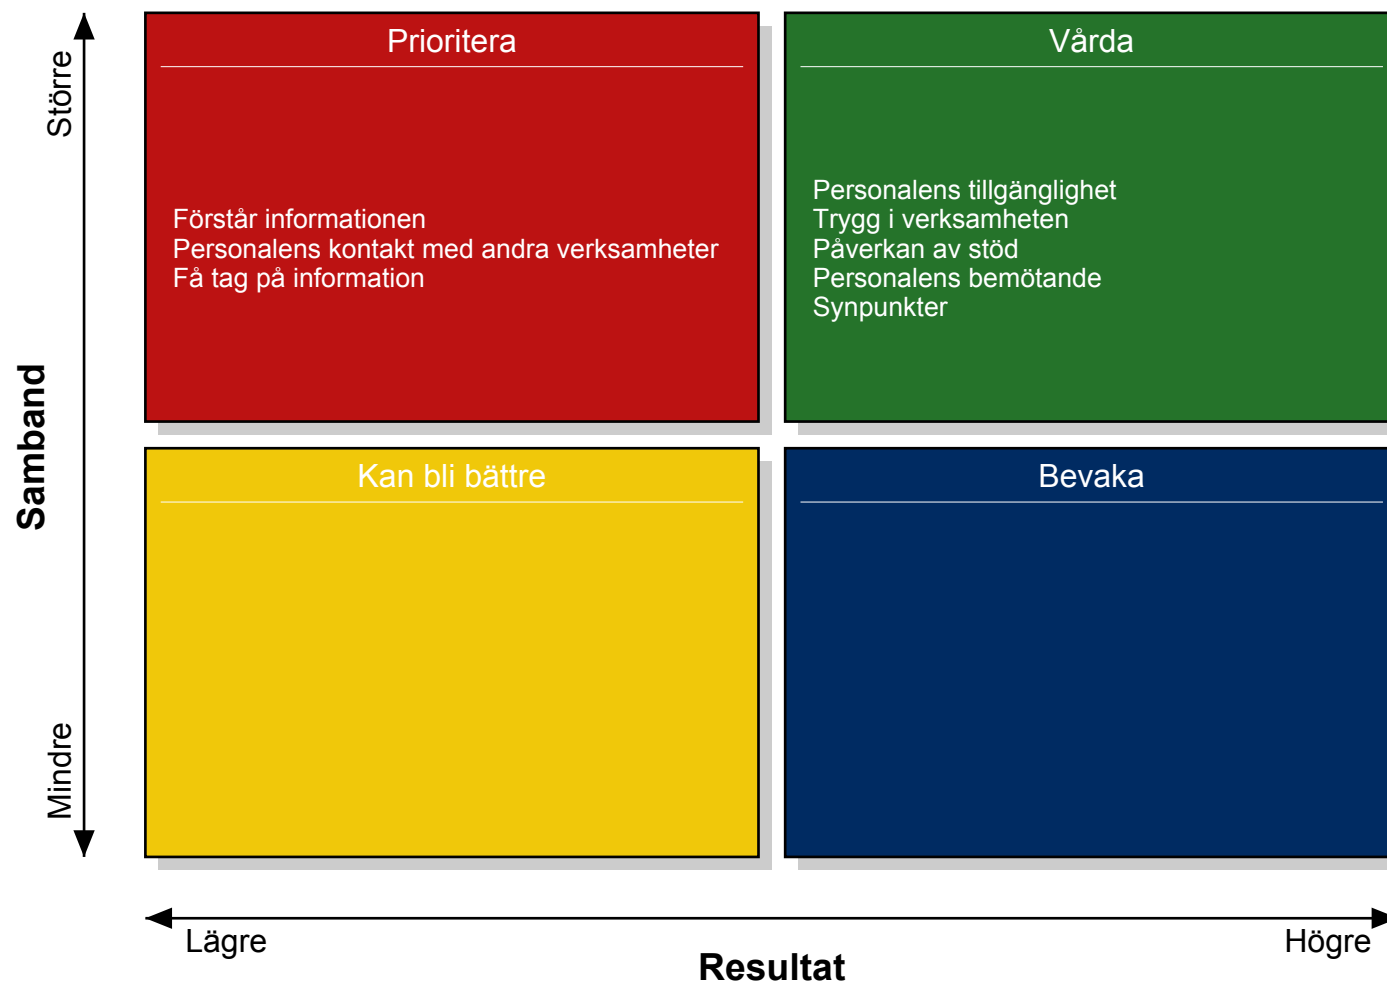 Större
Samband
Mindre
Prioritera
Förstår informationen
Personalens kontakt med andra verksamheter
Få tag på information
Vårda
Personalens tillgänglighet
Trygg i verksamheten
Påverkan av stöd
Personalens bemötande
Synpunkter
Kan bli bättre
Bevaka
Lägre
Högre
Resultat